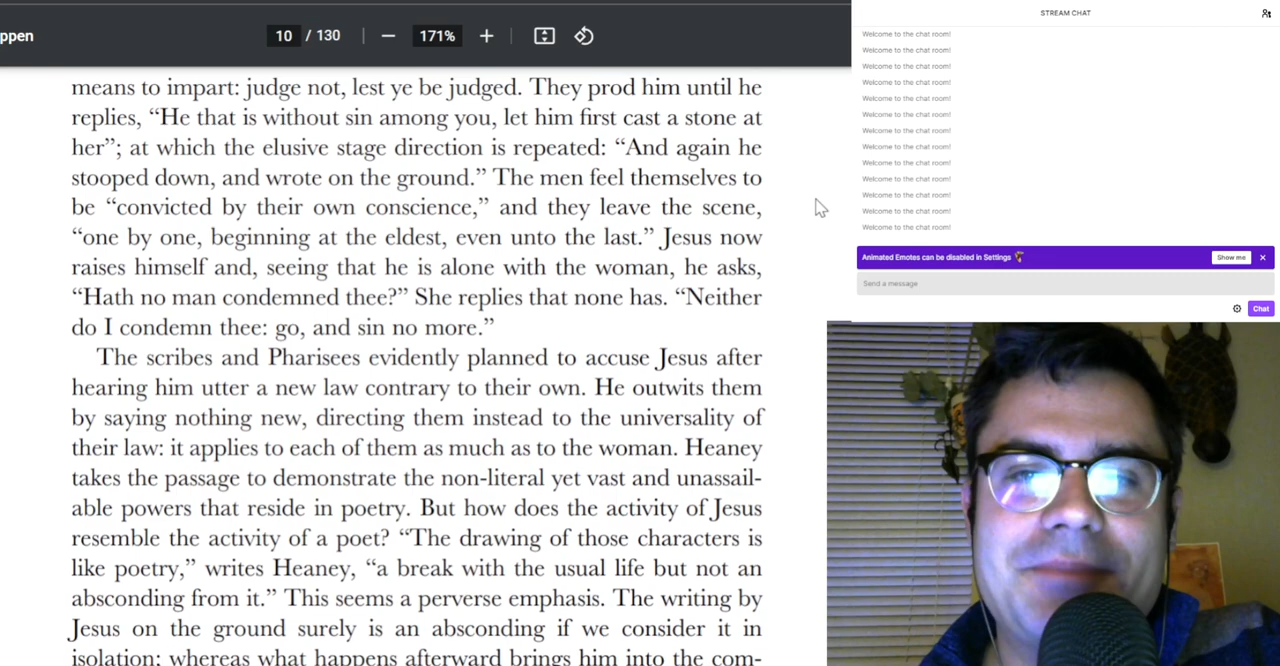 ppen
10 / 130
171%
means to impart: judge not, lest ye be judged. They prod him until he
replies, “He that is without sin among you, let him first cast a stone at
her”; at which the elusive stage direction is repeated: “And again he
stooped down, and wrote on the ground.” The men feel themselves to
be “convicted by their own conscience,” and they leave the scene,
“one by one, beginning at the eldest, even unto the last.” Jesus now
raises himself and, seeing that he is alone with the woman, he asks,
“Hath no man condemned thee?” She replies that none has. “Neither
do I condemn thee: go, and sin no more.”
The scribes and Pharisees evidently planned to accuse Jesus after
hearing him utter a new law contrary to their own. He outwits them
by saying nothing new, directing them instead to the universality of
their law: it applies to each of them as much as to the woman. Heaney
takes the passage to demonstrate the non-literal yet vast and unassail-
able powers that reside in poetry. But how does the activity of Jesus
resemble the activity of a poet? “The drawing of those characters is
like poetry,” writes Heaney, “a break with the usual life but not an
absconding from it.” This seems a perverse emphasis. The writing by
Jesus on the ground surely is an absconding if we consider it in
isolation; whereas what happens afterward brings him into the com-
STREAM CHAT
Welcome to the chat room!
Welcome to the chat room!
Welcome to the chat room!
Welcome to the chat room!
Welcome to the chat room!
Welcome to the chat room!
Welcome to the chat room!
Welcome to the chat room!
Welcome to the chat room!
Welcome to the chat room!
Welcome to the chat room!
Welcome to the chat room!
Welcome to the chat room!
Animated Emotes can be disabled in Settings
Show me
Send a message
Chat